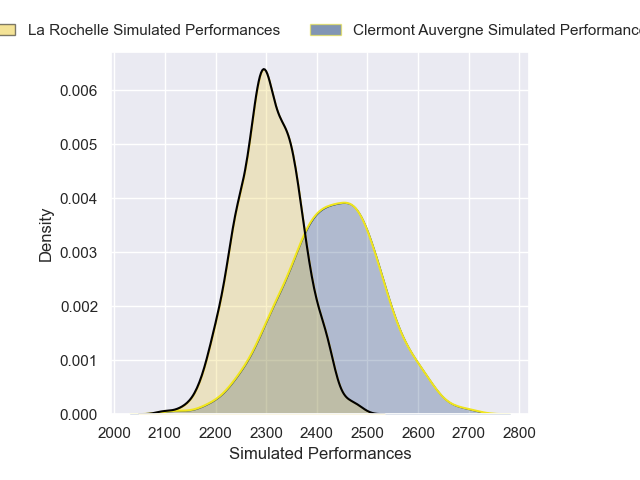 La Rochelle Simulated Performances
Clermont Auvergne Simulated Performanc
0.006
0.005
0.004
0.003
0.002
0.001
0.000
Density
2000 2100 2200 2300 2400 2500 2600 2700 2800
Simulated Performances